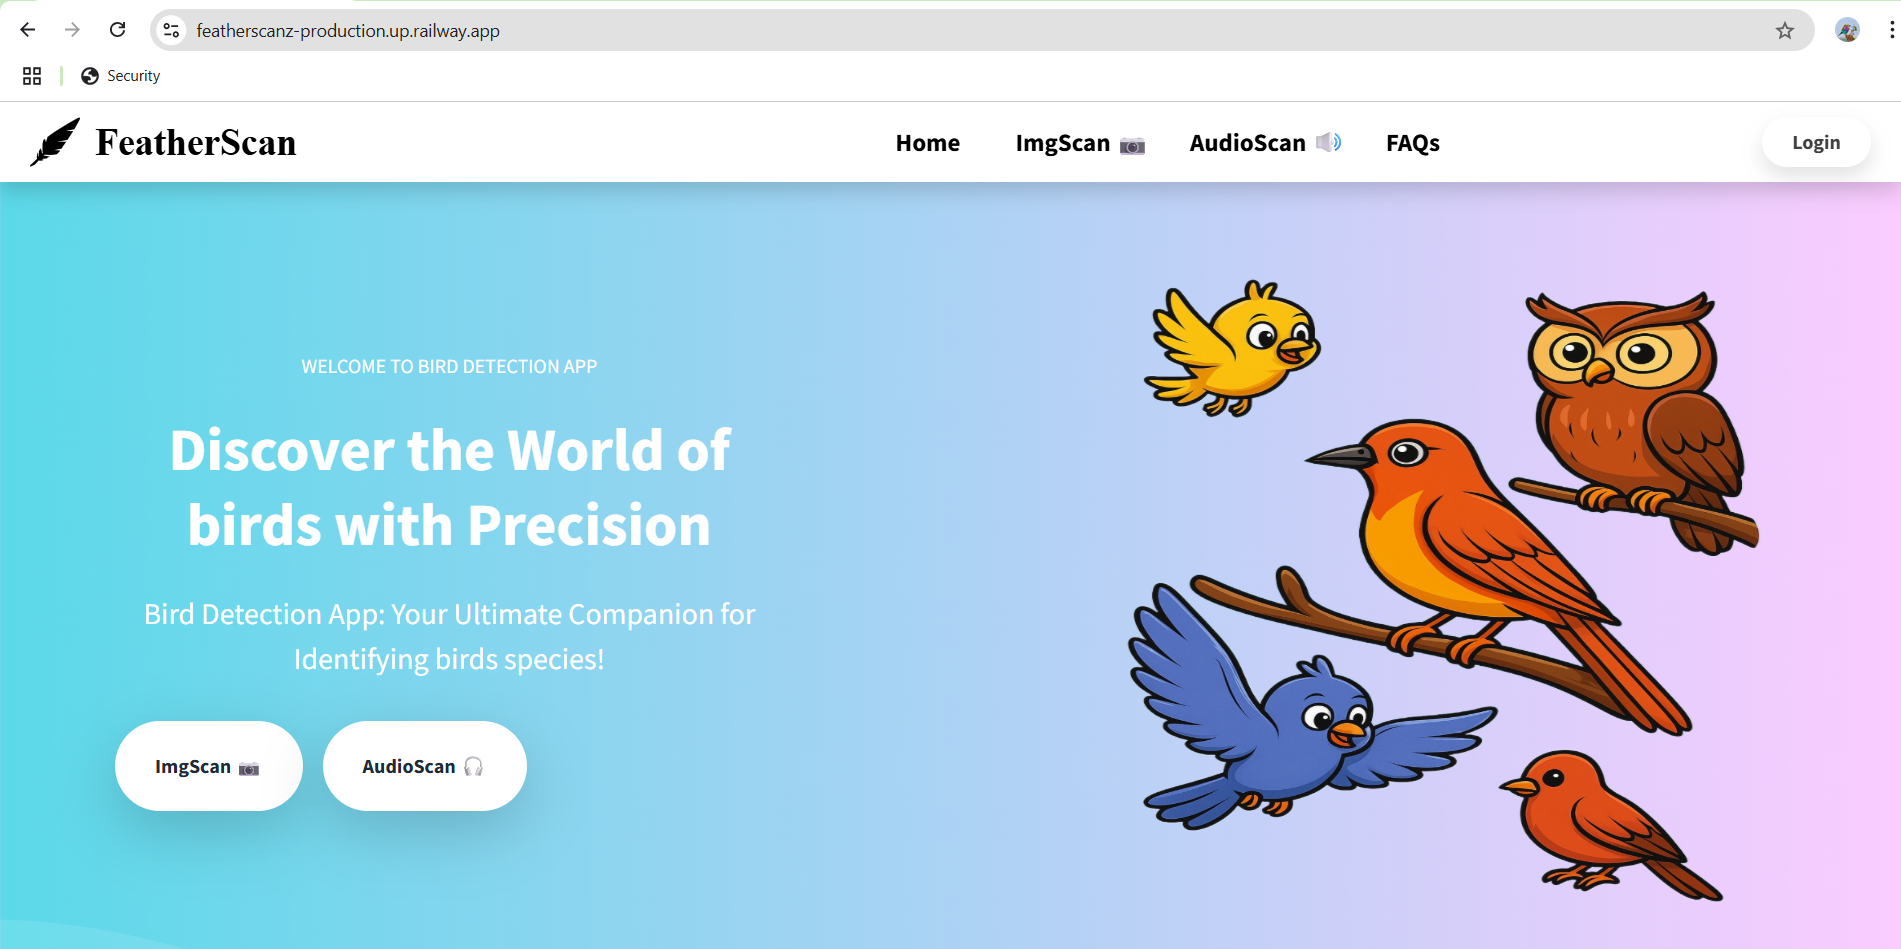 featherscanz-production.up.railway.app
Security
FeatherScan
Home
ImgScan
AudioScan
FAQs
Login
WELCOME TO BIRD DETECTION APP
Discover the World of
birds with Precision
Bird Detection App: Your Ultimate Companion for
Identifying birds species!
ImgScan
AudioScan